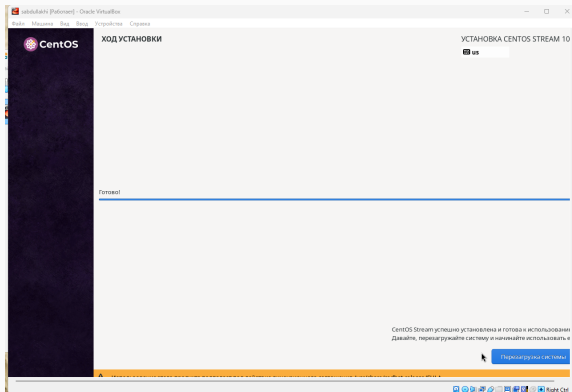 sabdullakhi [Работает] - Oracle VirtualBox
Файл Машина Вид Ввод Устройства Справка
CentOS
ХОД УСТАНОВКИ
УСТАНОВКА CENTOS STREAM 10
us
Готово!
CentOS Stream успешно установлена и готова к использовани
Давайте, перезагружайте систему и начинайте использовать е
Перезагрузка системы
Right Ctrl